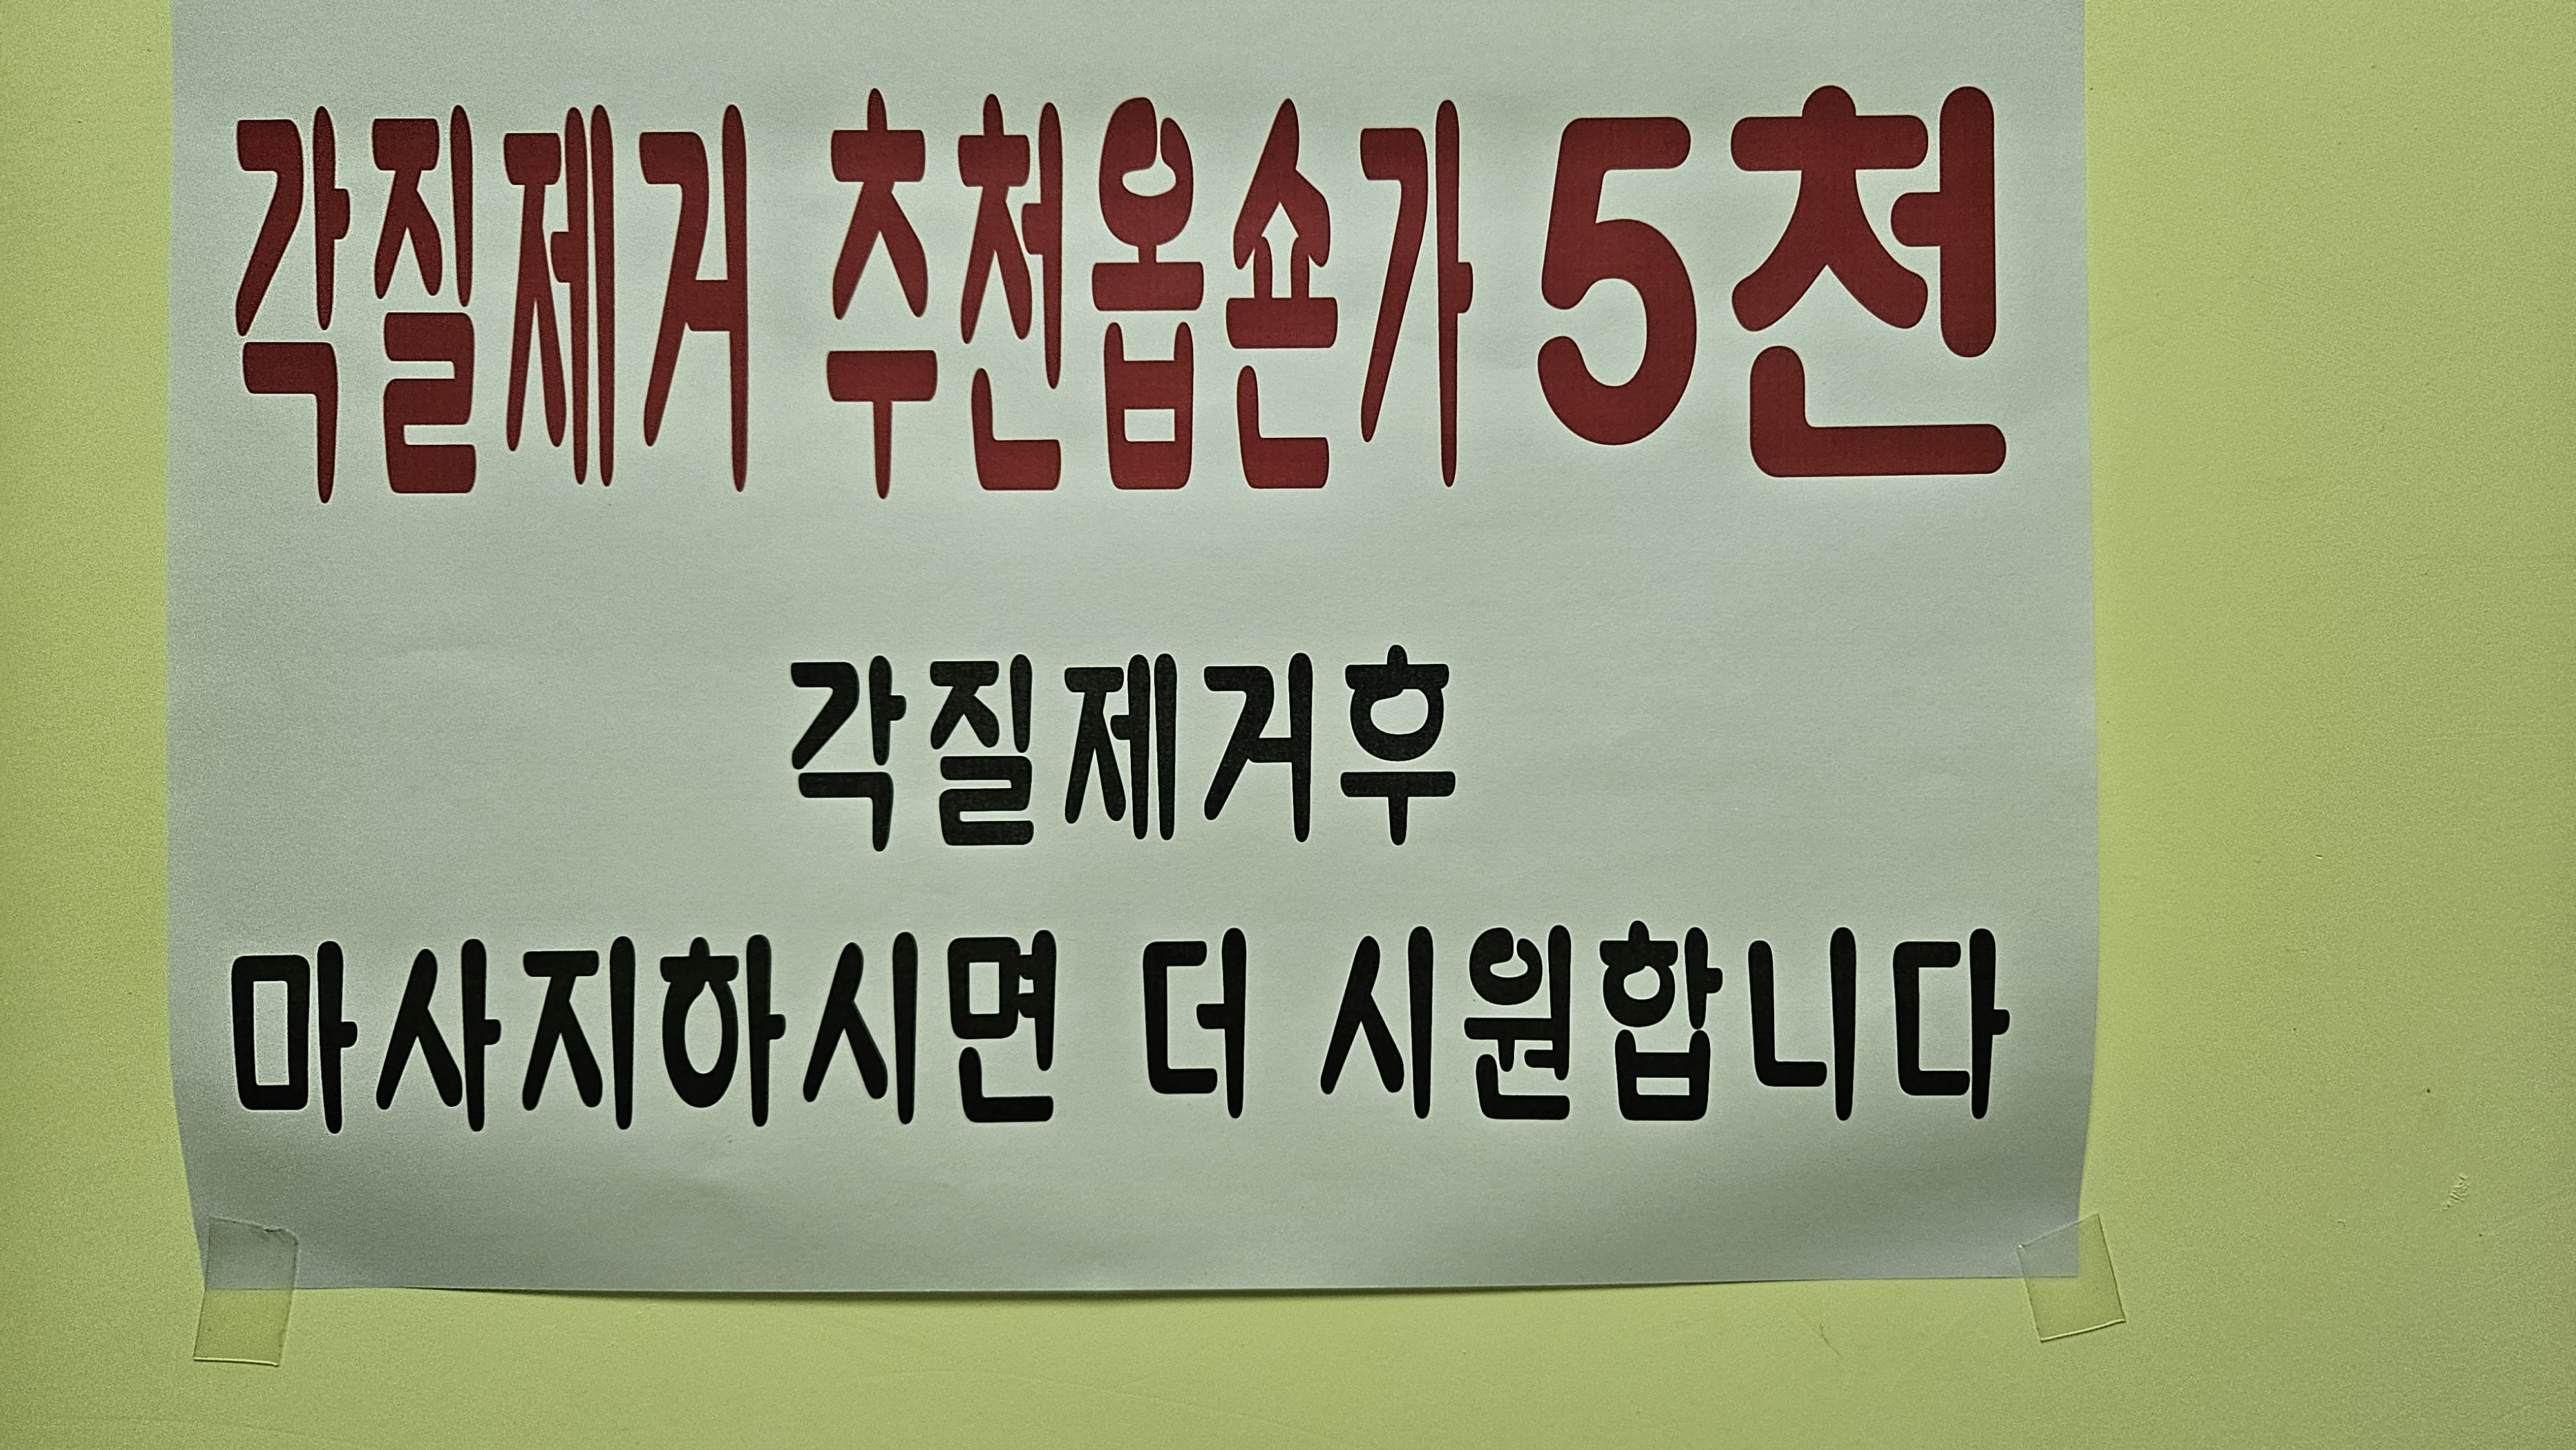 각질제거 추천옵숀가 5천
각질제거후
마사지하시면 더 시원합니다